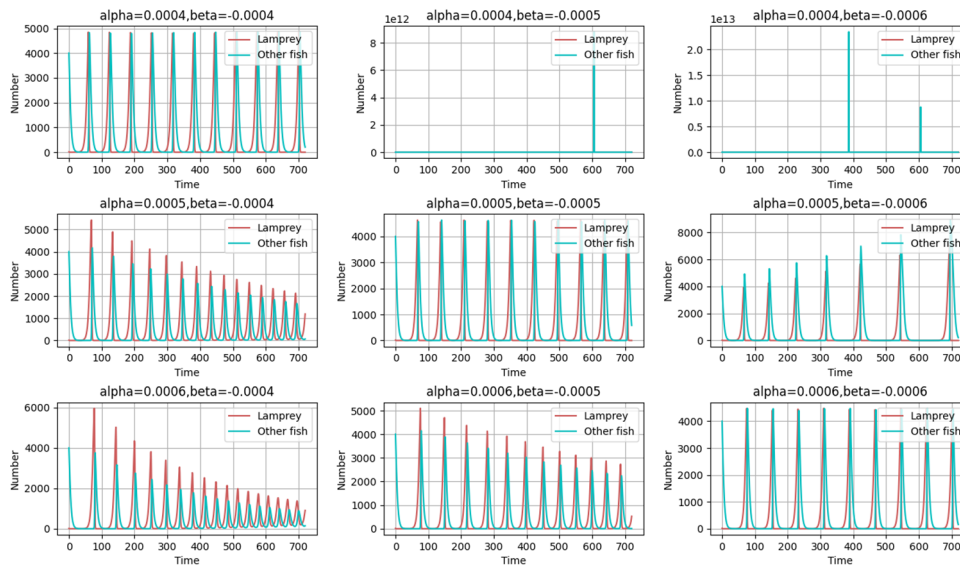 alpha=0.0004,beta=-0.0004
5000
4000
3000
2000
1000
0
Number
0 100 200 300 400 500 600 700
Time
Lamprey
Other fish
alpha=0.0004,beta=-0.0005
1e12
8
6
4
2
0
Number
0 100 200 300 400 500 600 700
Time
Lamprey
Other fish
alpha=0.0004,beta=-0.0006
1e13
2.0
1.5
1.0
0.5
0.0
Number
0 100 200 300 400 500 600 700
Time
Lamprey
Other fish
alpha=0.0005,beta=-0.0004
5000
4000
3000
2000
1000
0
Number
0 100 200 300 400 500 600 700
Time
Lamprey
Other fish
alpha=0.0005,beta=-0.0005
4000
3000
2000
1000
0
Number
0 100 200 300 400 500 600 700
Time
Lamprey
Other fish
alpha=0.0005,beta=-0.0006
8000
6000
4000
2000
0
Number
0 100 200 300 400 500 600 700
Time
Lamprey
Other fish
alpha=0.0006,beta=-0.0004
6000
4000
2000
0
Number
0 100 200 300 400 500 600 700
Time
Lamprey
Other fish
alpha=0.0006,beta=-0.0005
5000
4000
3000
2000
1000
0
Number
0 100 200 300 400 500 600 700
Time
Lamprey
Other fish
alpha=0.0006,beta=-0.0006
4000
3000
2000
1000
0
Number
0 100 200 300 400 500 600 700
Time
Lamprey
Other fish